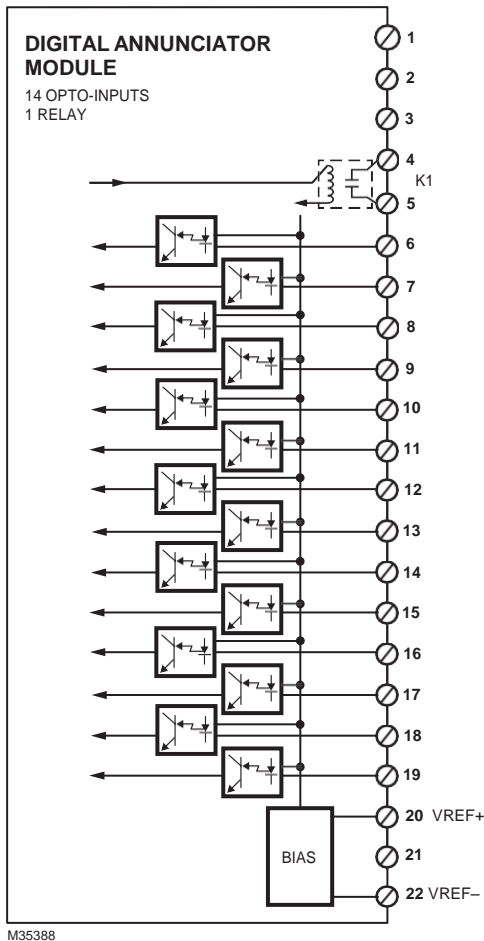 DIGITAL ANNUNCIATOR
MODULE
14 OPTO-INPUTS
1 RELAY
1
2
3
4
K1
5
6
7
8
9
10
11
12
13
14
15
16
17
18
19
20 VREF+
BIAS
21
22 VREF–
M35388